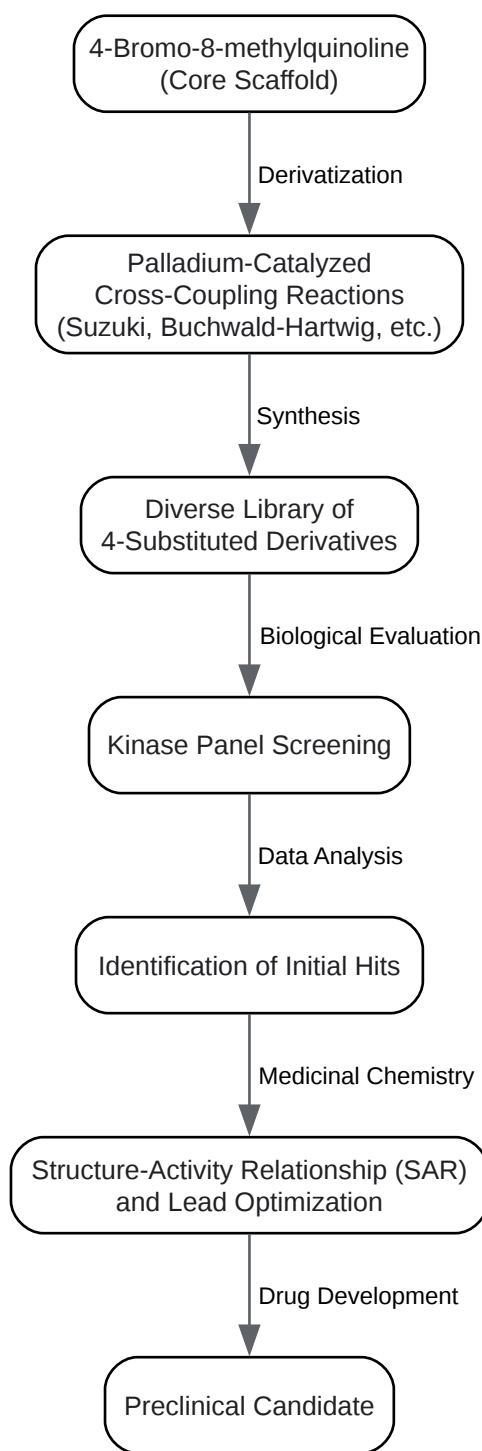 4-Bromo-8-methylquinoline
(Core Scaffold)
Derivatization
Palladium-Catalyzed
Cross-Coupling Reactions
(Suzuki, Buchwald-Hartwig, etc.)
Synthesis
Diverse Library of
4-Substituted Derivatives
Biological Evaluation
Kinase Panel Screening
Data Analysis
Identification of Initial Hits
Medicinal Chemistry
Structure-Activity Relationship (SAR)
and Lead Optimization
Drug Development
Preclinical Candidate